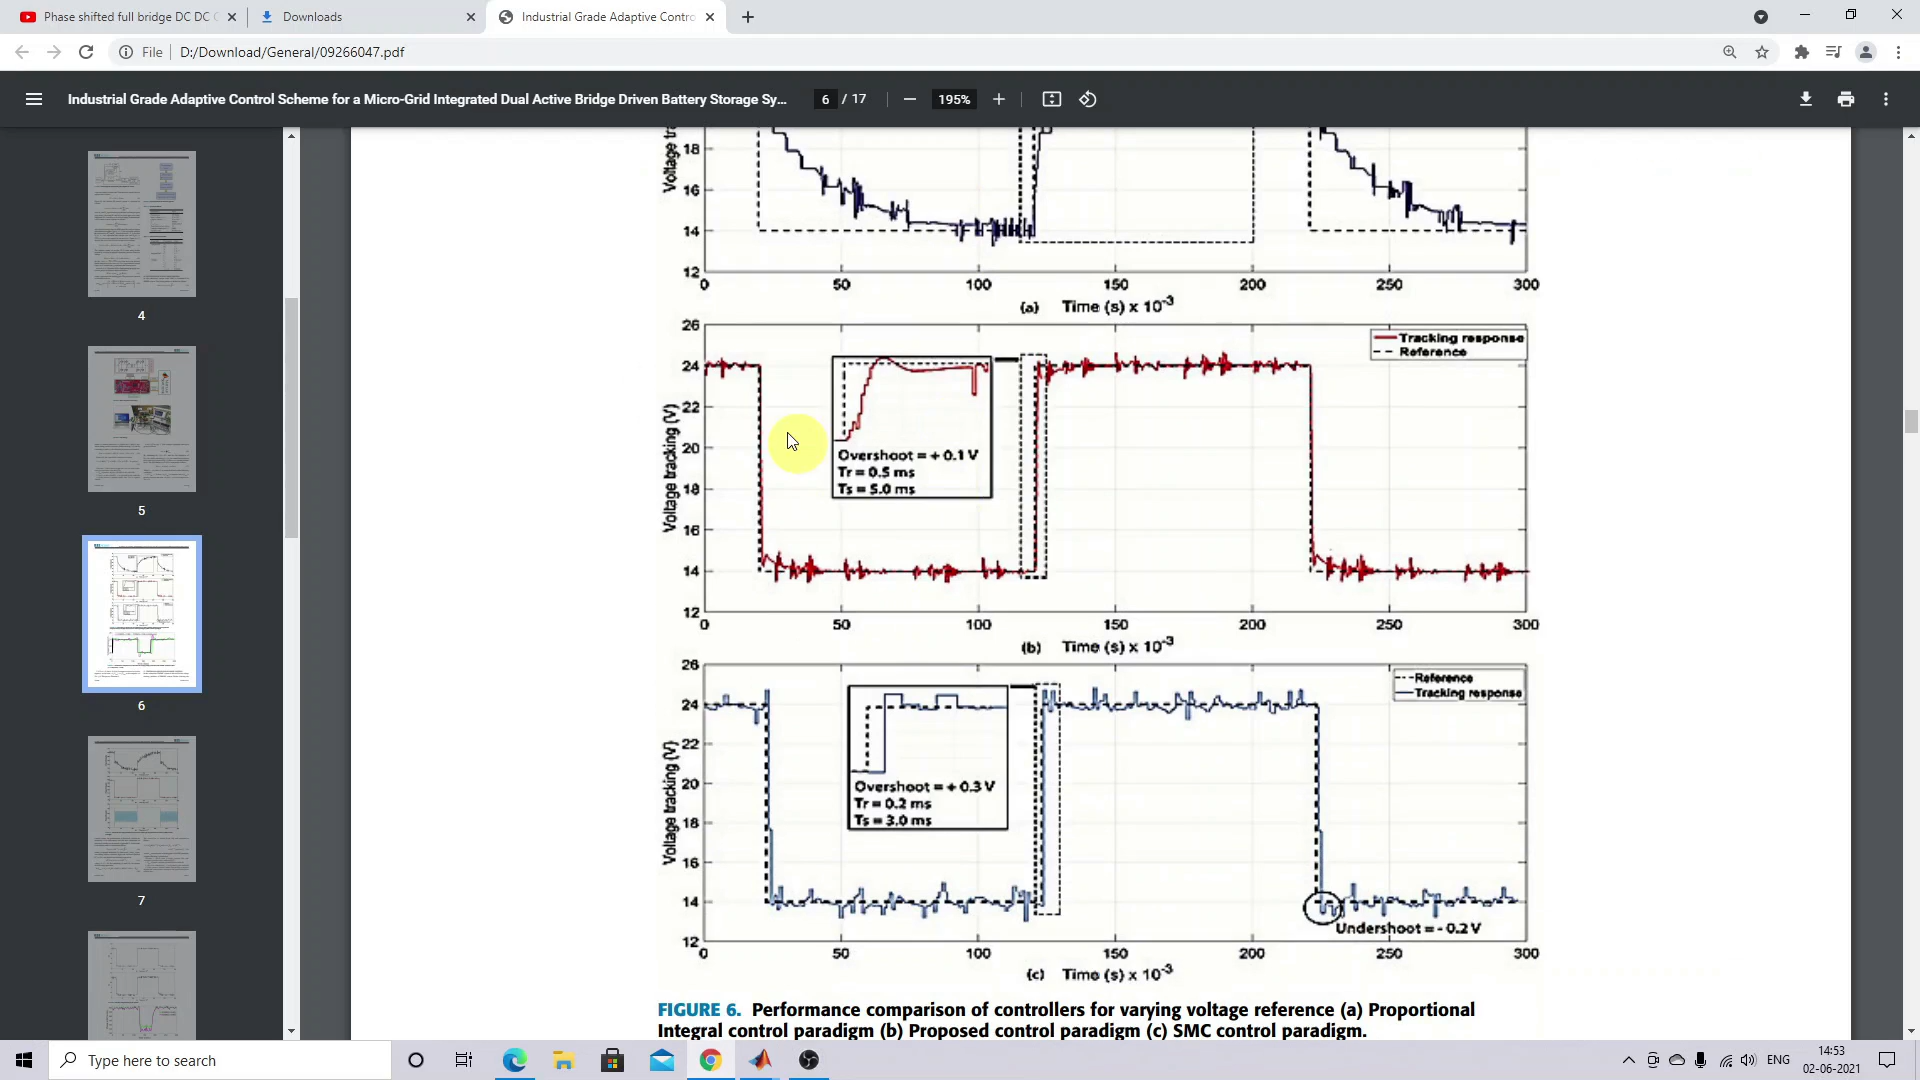 Phase shifted full bridge DC DC C
Downloads
Industrial Grade Adaptive Contro
File
D:/Download/General/09266047.pdf
Industrial Grade Adaptive Control Scheme for a Micro-Grid Integrated Dual Active Bridge Driven Battery Storage Sy...
6 / 17
195%
4
5
6
7
Voltage tra
18
16
14
12
0 50 100 150 200 250 300
(a) Time (s) x 10-3
26
24
22
20
18
16
14
12
Voltage tracking (V)
Tracking response
Reference
Overshoot = + 0.1 V
Tr = 0.5 ms
Ts = 5.0 ms
0 50 100 150 200 250 300
(b) Time (s) x 10-3
26
24
22
20
18
16
14
12
Voltage tracking (V)
Reference
Tracking response
Overshoot = + 0.3 V
Tr = 0.2 ms
Ts = 3.0 ms
Undershoot = - 0.2 V
0 50 100 150 200 250 300
(c) Time (s) x 10-3
FIGURE 6. Performance comparison of controllers for varying voltage reference (a) Proportional
Integral control paradigm (b) Proposed control paradigm (c) SMC control paradigm.
Type here to search
ENG
14:53
02-06-2021